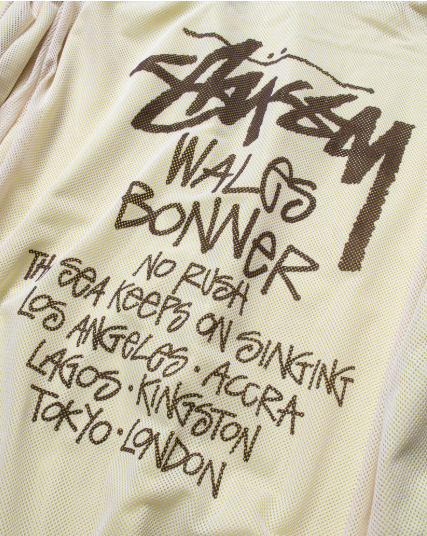 STÜSSY
WALES
BONNER
NO RUSH
TH SEA KEEPS ON SINGING
LOS ANGELES · ACCRA
LAGOS · KINGSTON
TOKYO · LONDON